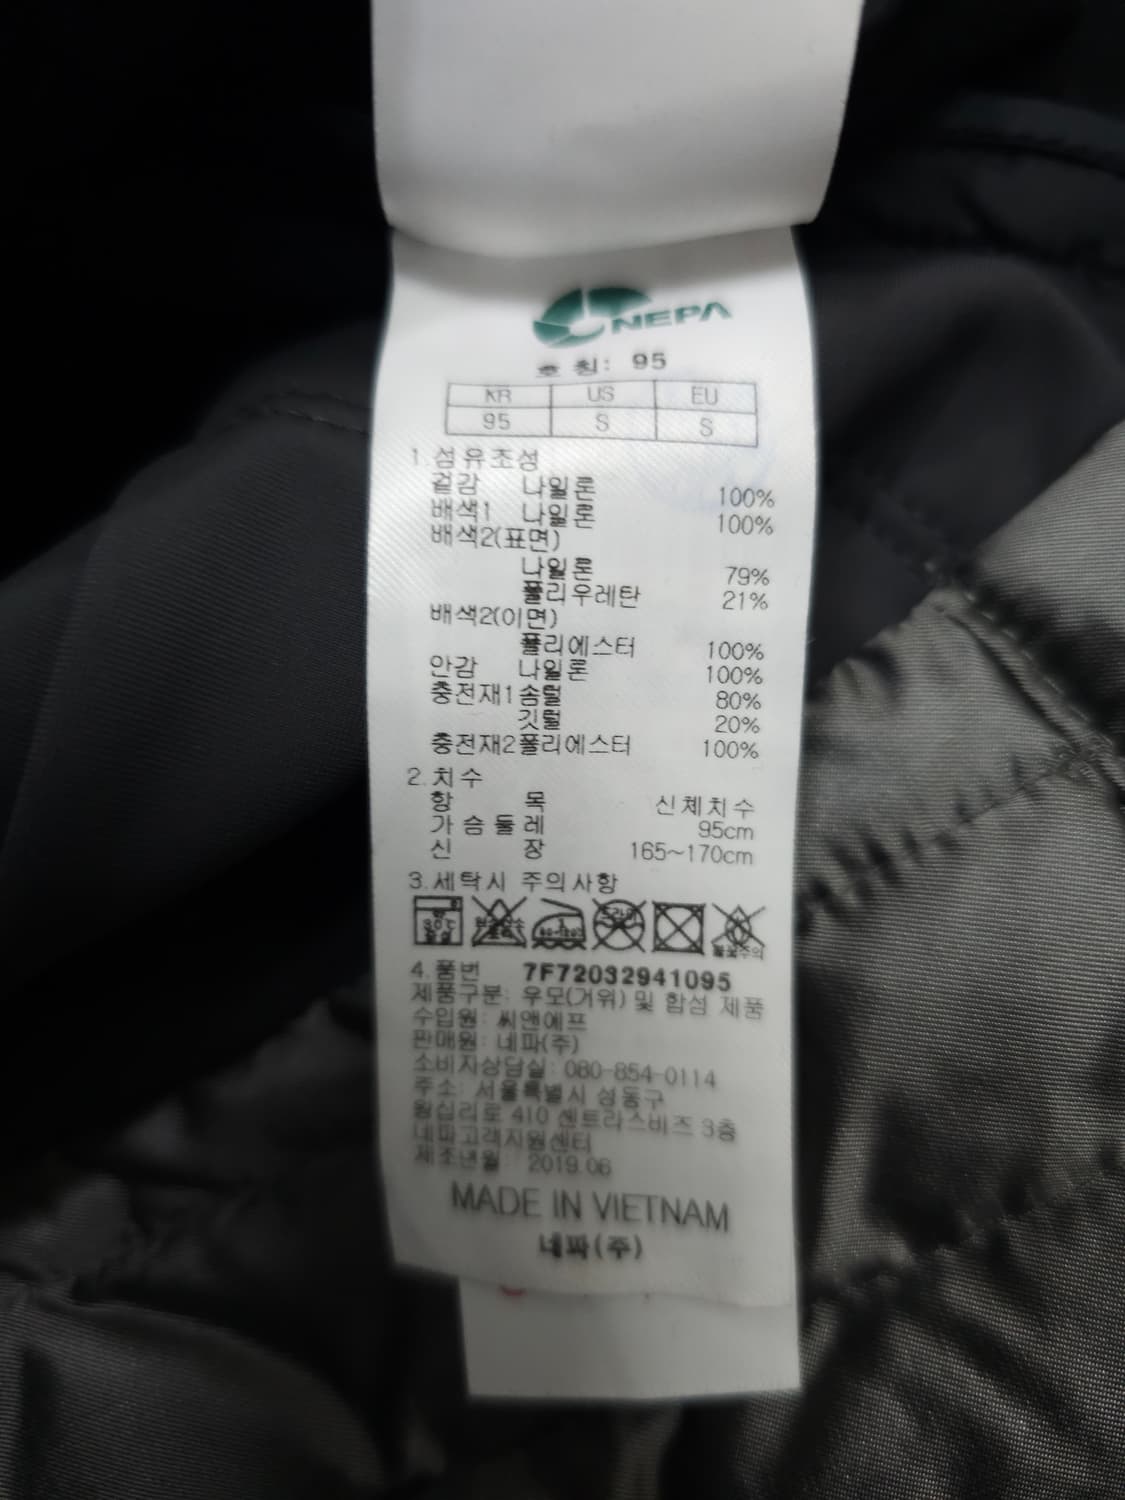 NEPA
호 칭: 95
KR US EU
95 S S
1.섬유조성
겉감 나일론 100%
배색1 나일론 100%
배색2(표면)
나일론 79%
폴리우레탄 21%
배색2(이면)
폴리에스터 100%
안감 나일론 100%
충전재1 솜털 80%
깃털 20%
충전재2 폴리에스터 100%
2.치수
항 목 신체치수
가슴둘레 95cm
신 장 165~170cm
3.세탁시 주의사항
30℃
드라이
4.품번 7F72032941095
제품구분: 우모(거위) 및 합성 제품
수입원: 씨앤에프
판매원: 네파(주)
소비자상담실: 080-854-0114
주소: 서울특별시 성동구
왕십리로 410 센트라스비즈 3층
네파고객지원센터
제조년월: 2019.06
MADE IN VIETNAM
네파(주)